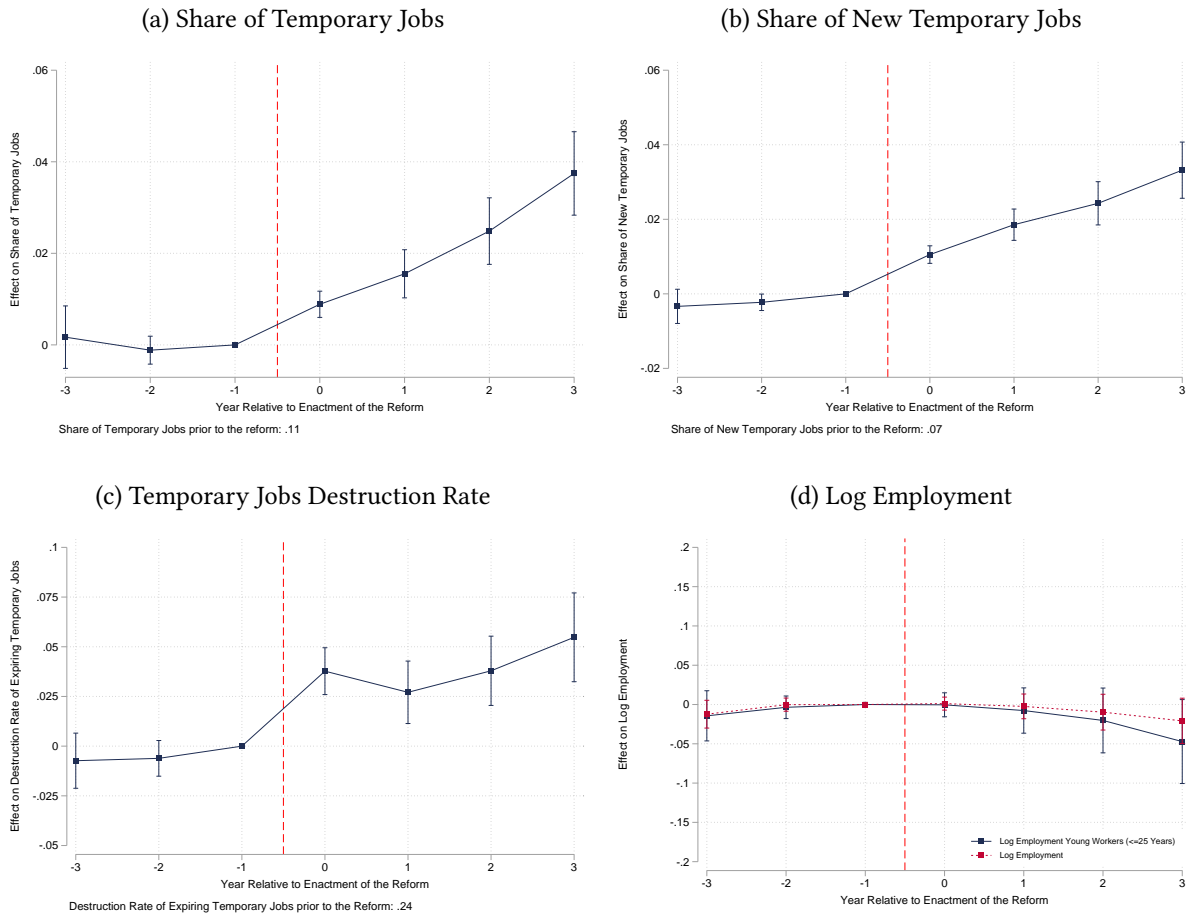 (a) Share of Temporary Jobs
.06
.04
.02
0
Effect on Share of Temporary Jobs
-3 -2 -1 0 1 2 3
Year Relative to Enactment of the Reform
Share of Temporary Jobs prior to the reform: .11
(b) Share of New Temporary Jobs
.06
.04
.02
0
-.02
Effect on Share of New Temporary Jobs
-3 -2 -1 0 1 2 3
Year Relative to Enactment of the Reform
Share of New Temporary Jobs prior to the Reform: .07
(c) Temporary Jobs Destruction Rate
.1
.075
.05
.025
0
-.025
-.05
Effect on Destruction Rate of Expiring Temporary Jobs
-3 -2 -1 0 1 2 3
Year Relative to Enactment of the Reform
Destruction Rate of Expiring Temporary Jobs prior to the Reform: .24
(d) Log Employment
.2
.15
.1
.05
0
-.05
-.1
-.15
-.2
Effect on Log Employment
Log Employment Young Workers (<=25 Years)
Log Employment
-3 -2 -1 0 1 2 3
Year Relative to Enactment of the Reform